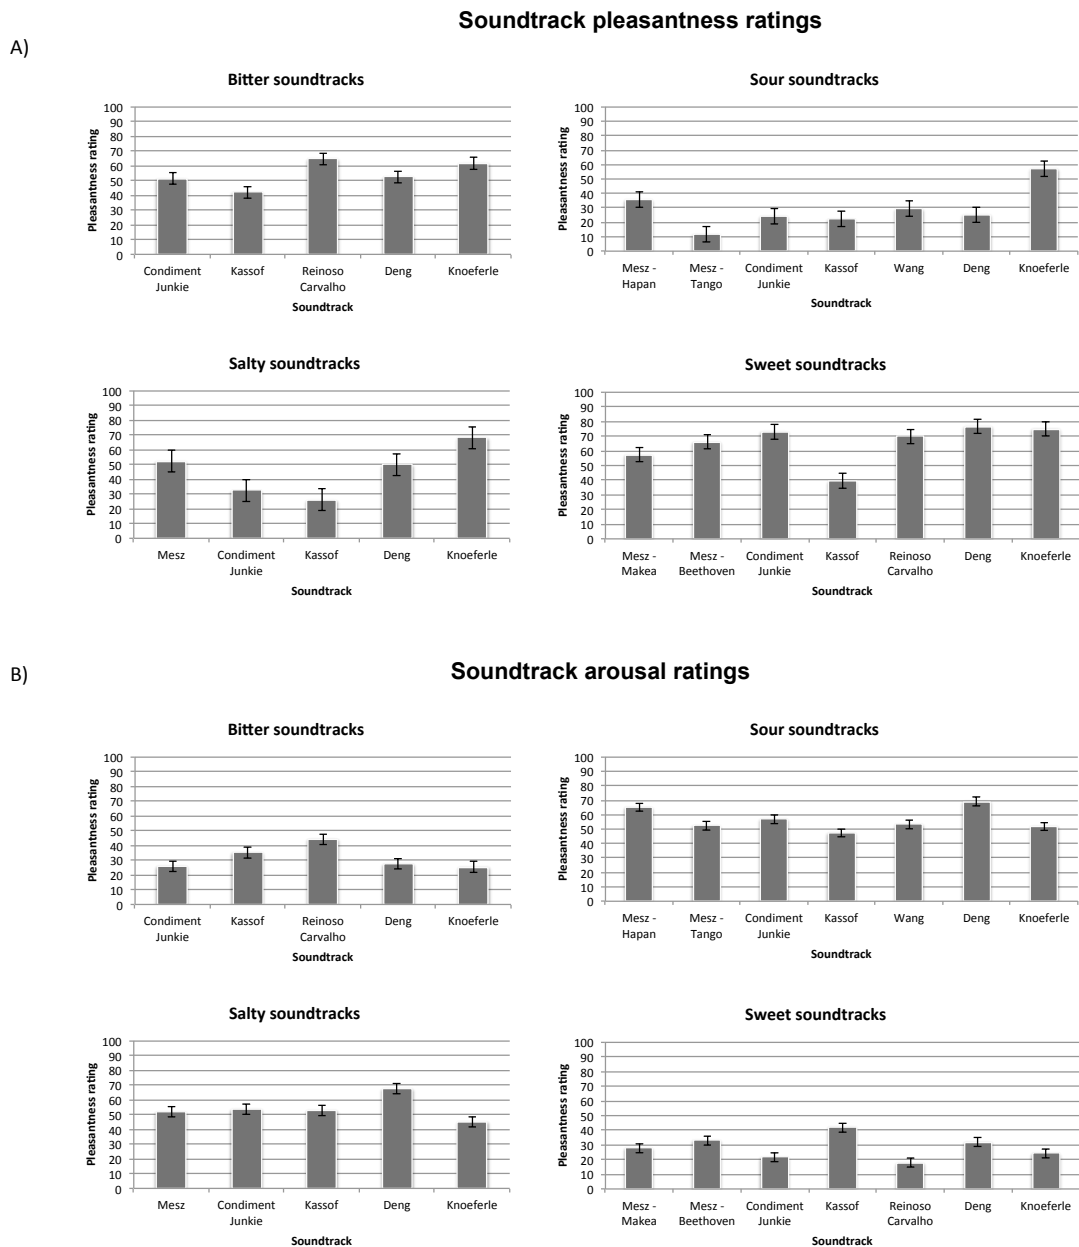 Soundtrack pleasantness ratings
A)
Bitter soundtracks
Pleasantness rating
100
90
80
70
60
50
40
30
20
10
0
Condiment Kassof Reinoso Deng Knoeferle
Junkie Carvalho
Soundtrack
Sour soundtracks
Pleasantness rating
100
90
80
70
60
50
40
30
20
10
0
Mesz - Mesz - Condiment Kassof Wang Deng Knoeferle
Hapan Tango Junkie
Soundtrack
Salty soundtracks
Pleasantness rating
100
90
80
70
60
50
40
30
20
10
0
Mesz Condiment Kassof Deng Knoeferle
Junkie
Soundtrack
Sweet soundtracks
Pleasantness rating
100
90
80
70
60
50
40
30
20
10
0
Mesz - Mesz - Condiment Kassof Reinoso Deng Knoeferle
Makea Beethoven Junkie Carvalho
Soundtrack
Soundtrack arousal ratings
B)
Bitter soundtracks
Pleasantness rating
100
90
80
70
60
50
40
30
20
10
0
Condiment Kassof Reinoso Deng Knoeferle
Junkie Carvalho
Soundtrack
Sour soundtracks
Pleasantness rating
100
90
80
70
60
50
40
30
20
10
0
Mesz - Mesz - Condiment Kassof Wang Deng Knoeferle
Hapan Tango Junkie
Soundtrack
Salty soundtracks
Pleasantness rating
100
90
80
70
60
50
40
30
20
10
0
Mesz Condiment Kassof Deng Knoeferle
Junkie
Soundtrack
Sweet soundtracks
Pleasantness rating
100
90
80
70
60
50
40
30
20
10
0
Mesz - Mesz - Condiment Kassof Reinoso Deng Knoeferle
Makea Beethoven Junkie Carvalho
Soundtrack